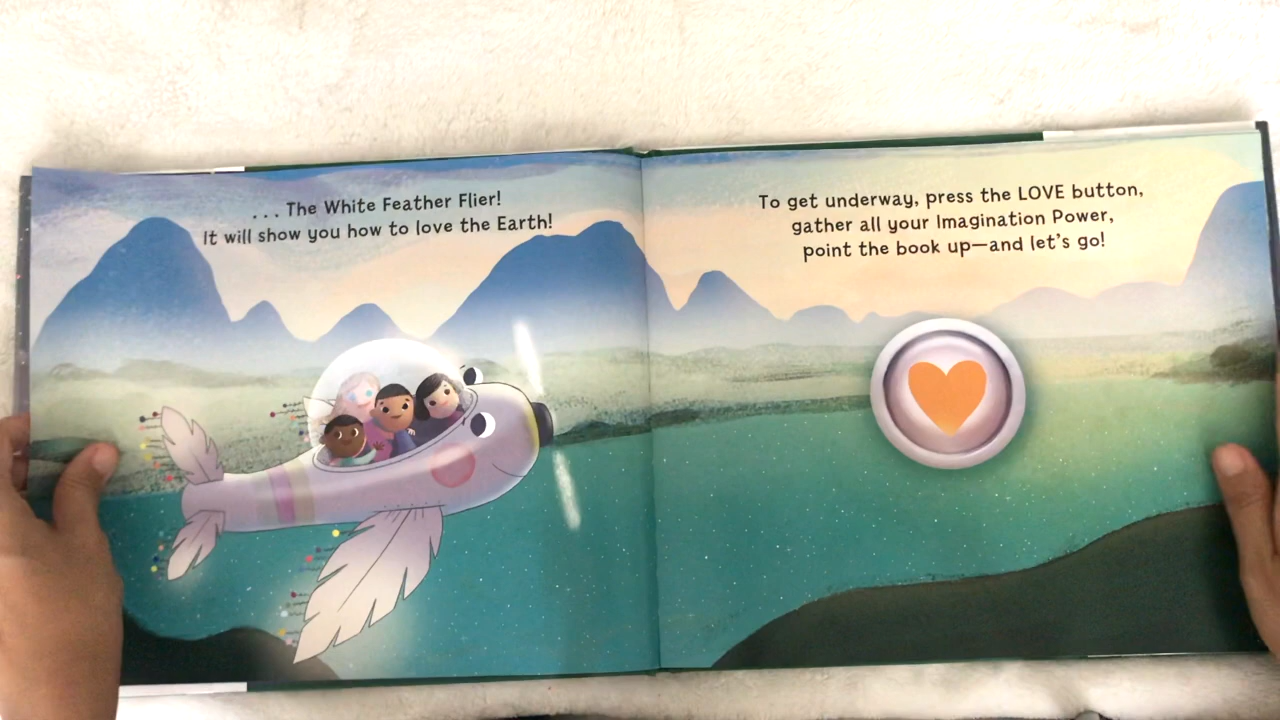 . . . The White Feather Flier!
It will show you how to love the Earth!
To get underway, press the LOVE button,
gather all your Imagination Power,
point the book up—and let's go!